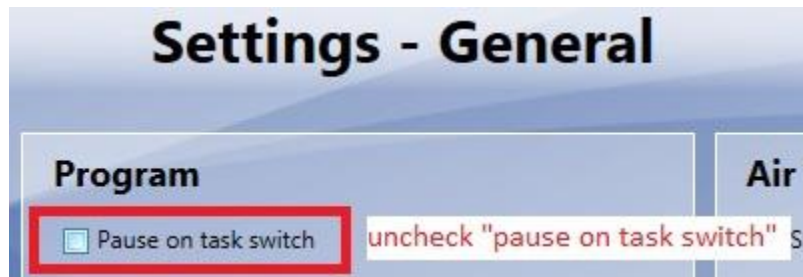 Settings - General
Program
Air
Pause on task switch
uncheck "pause on task switch"